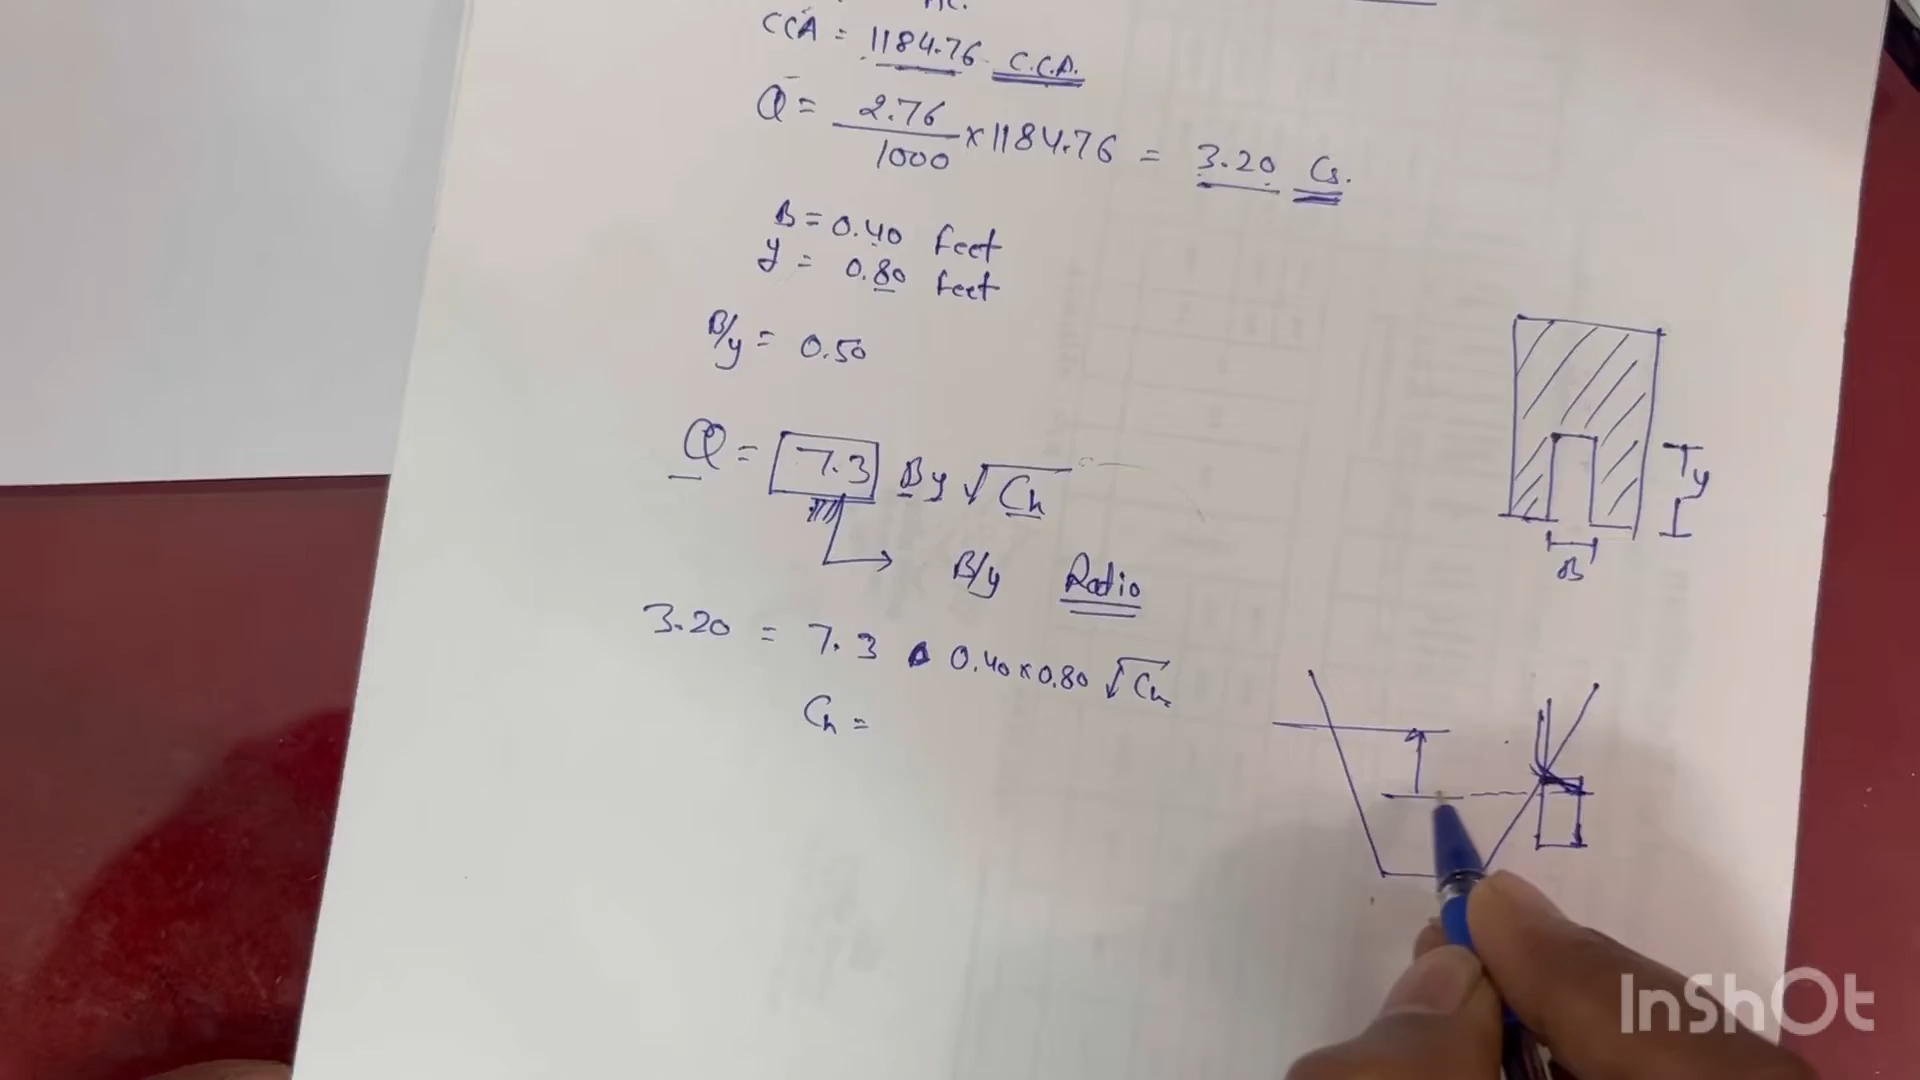 CCA = 1184.76 C.C.A.
Q = 2.76 / 1000 × 1184.76 = 3.20 Cs.
B = 0.40 feet
y = 0.80 feet
B/y = 0.50
Q = 7.3 By √Ch
B/y Radio
3.20 = 7.3 0.40×0.80 √Ch
Ch =
y
B
InShOt